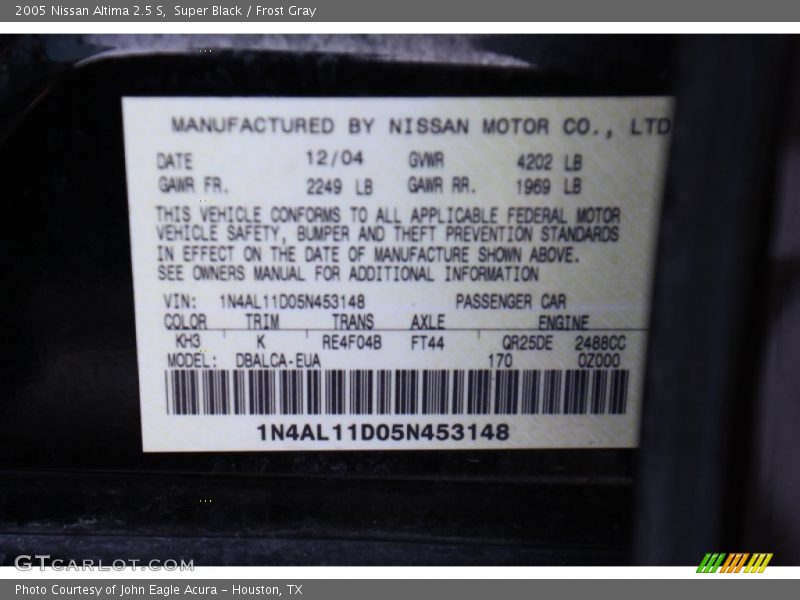 2005 Nissan Altima 2.5 S,  Super Black / Frost Gray
MANUFACTURED BY NISSAN MOTOR CO., LTD
DATE 12/04 GVWR 4202 LB
GAWR FR. 2249 LB GAWR RR. 1969 LB
THIS VEHICLE CONFORMS TO ALL APPLICABLE FEDERAL MOTOR
VEHICLE SAFETY, BUMPER AND THEFT PREVENTION STANDARDS
IN EFFECT ON THE DATE OF MANUFACTURE SHOWN ABOVE.
SEE OWNERS MANUAL FOR ADDITIONAL INFORMATION
VIN: 1N4AL11D05N453148 PASSENGER CAR
COLOR TRIM TRANS AXLE ENGINE
KH3 K RE4F04B FT44 QR25DE 2488CC
MODEL: DBALCA-EUA 170 0Z000
1N4AL11D05N453148
GTCARLOT.COM
Photo Courtesy of John Eagle Acura – Houston, TX